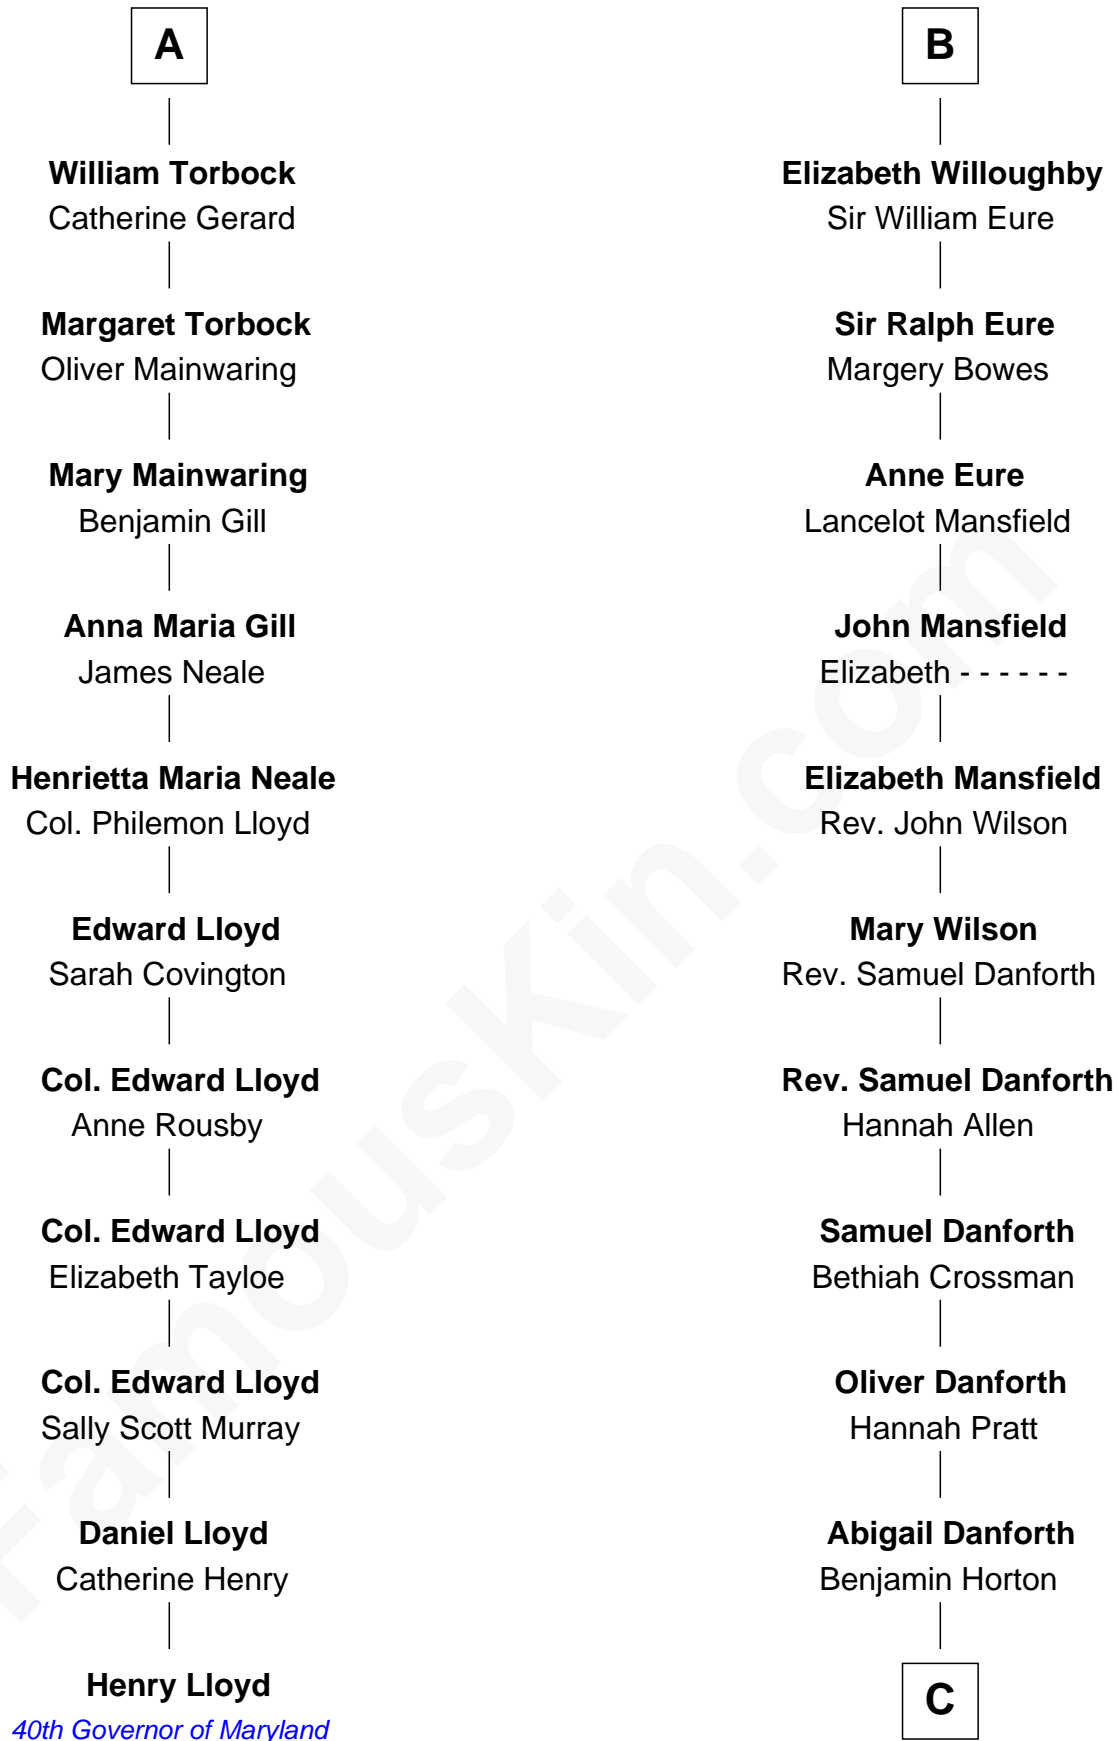 A
William Torbock
Catherine Gerard
Margaret Torbock
Oliver Mainwaring
Mary Mainwaring
Benjamin Gill
Anna Maria Gill
James Neale
Henrietta Maria Neale
Col. Philemon Lloyd
Edward Lloyd
Sarah Covington
Col. Edward Lloyd
Anne Rousby
Col. Edward Lloyd
Elizabeth Tayloe
Col. Edward Lloyd
Sally Scott Murray
Daniel Lloyd
Catherine Henry
Henry Lloyd
40th Governor of Maryland
B
Elizabeth Willoughby
Sir William Eure
Sir Ralph Eure
Margery Bowes
Anne Eure
Lancelot Mansfield
John Mansfield
Elizabeth - - - - - -
Elizabeth Mansfield
Rev. John Wilson
Mary Wilson
Rev. Samuel Danforth
Rev. Samuel Danforth
Hannah Allen
Samuel Danforth
Bethiah Crossman
Oliver Danforth
Hannah Pratt
Abigail Danforth
Benjamin Horton
C
FamousKin.com